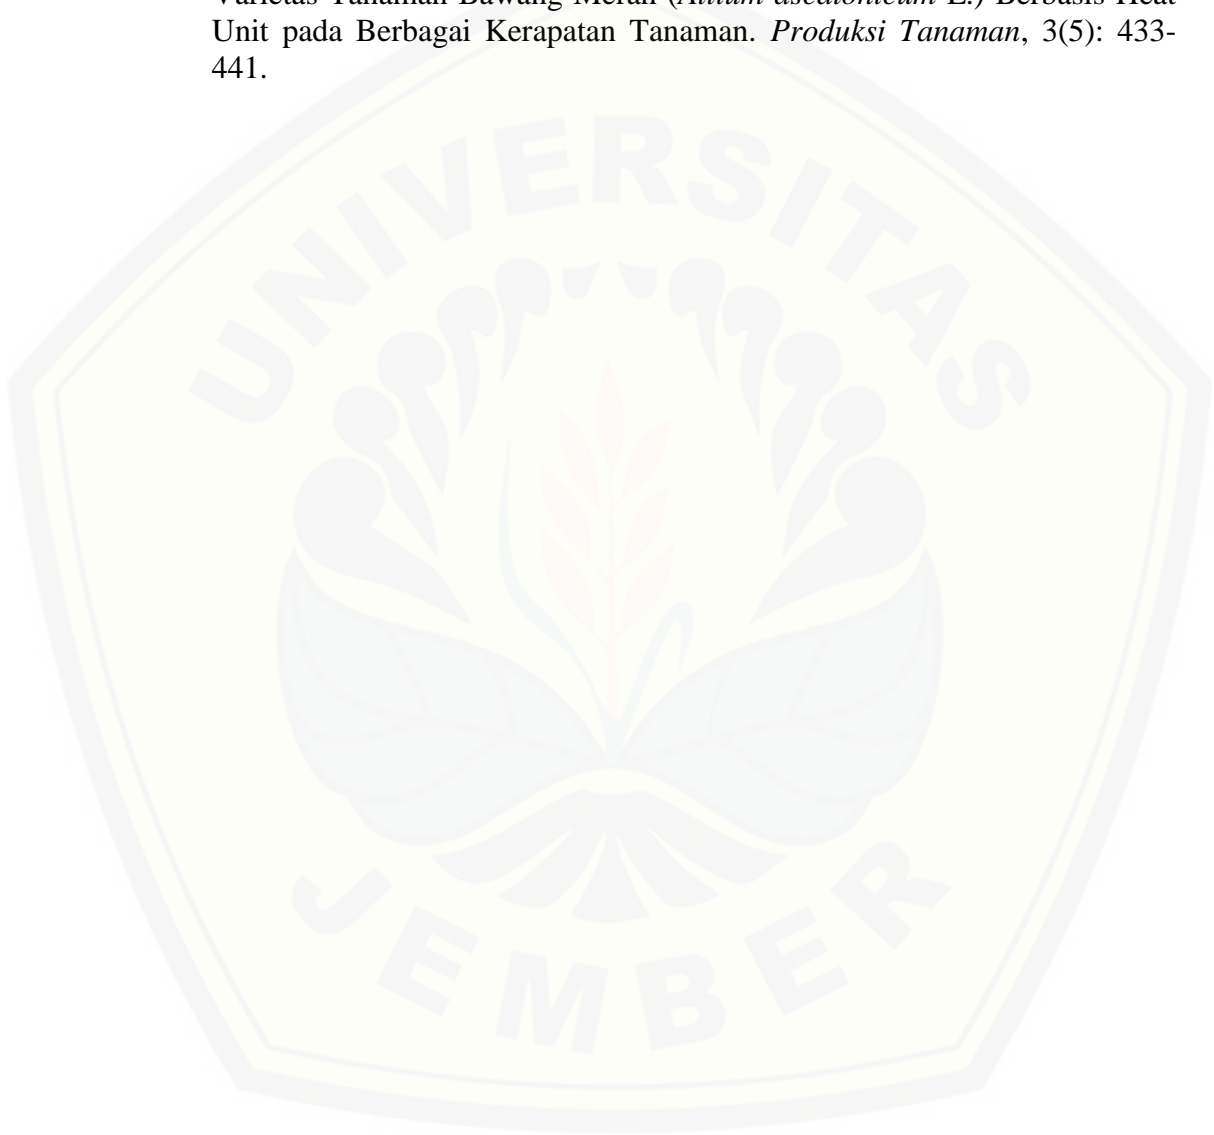 Varietas Tanaman Bawang Merah (Allium ascalonicum L.) Berbasis Heat
Unit pada Berbagai Kerapatan Tanaman. Produksi Tanaman, 3(5): 433-
441.
UNIVERSITAS
JEMBER